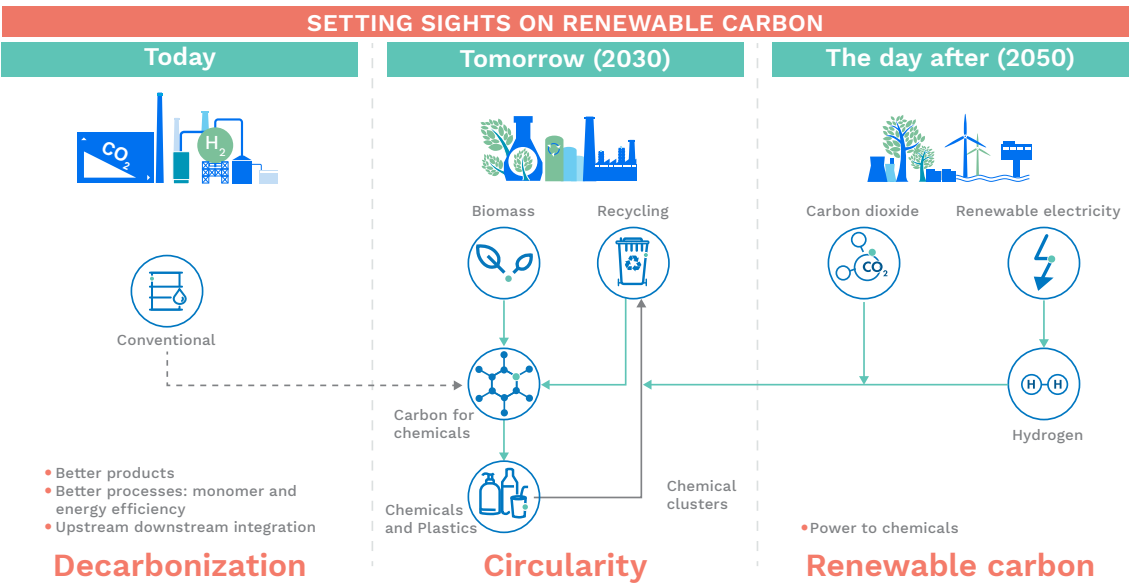 SETTING SIGHTS ON RENEWABLE CARBON
Today
Tomorrow (2030)
The day after (2050)
CO2
H2
Biomass
Recycling
Carbon dioxide
Renewable electricity
CO2
Conventional
H H
Carbon for
chemicals
Hydrogen
• Better products
• Better processes: monomer and
energy efficiency
• Upstream downstream integration
Chemicals
and Plastics
Chemical
clusters
• Power to chemicals
Decarbonization
Circularity
Renewable carbon